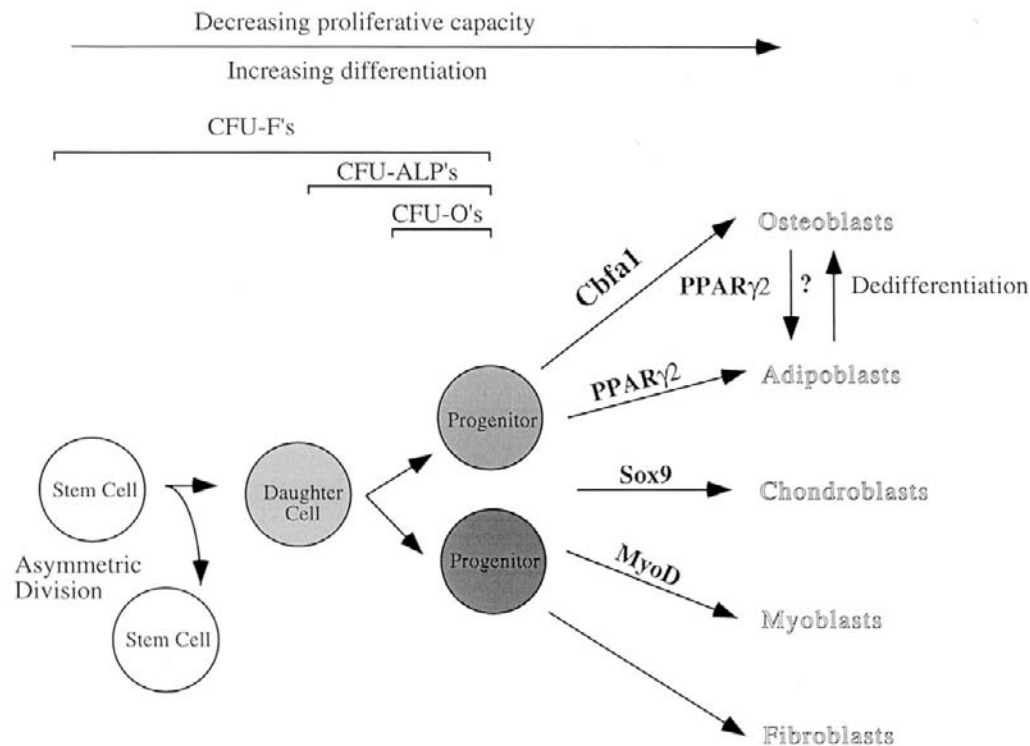 Decreasing proliferative capacity
Increasing differentiation
CFU-F's
CFU-ALP's
CFU-O's
Osteoblasts
Cbfa1
PPARγ2
?
Dedifferentiation
PPARγ2
Adipoblasts
Progenitor
Stem Cell
Daughter
Cell
Sox9
Chondroblasts
Asymmetric
Division
Progenitor
MyoD
Stem Cell
Myoblasts
Fibroblasts